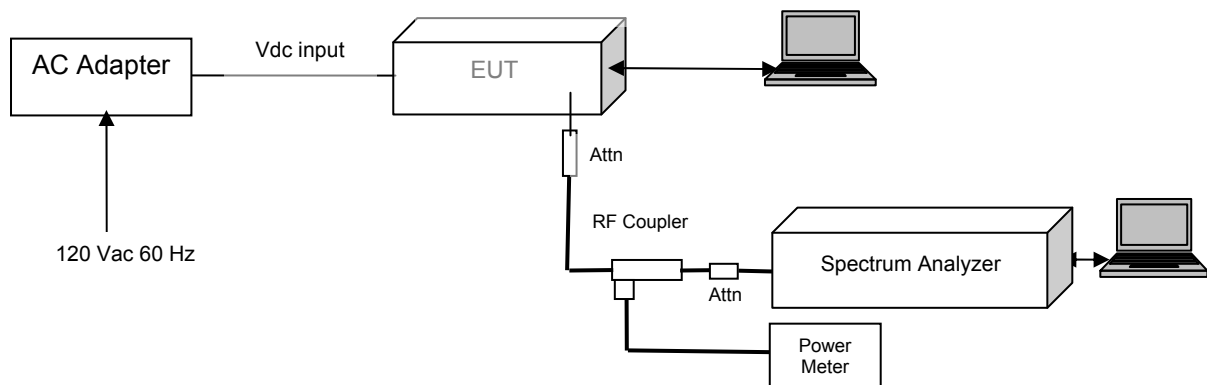 Vdc input
AC Adapter
EUT
Attn
RF Coupler
120 Vac 60 Hz
Spectrum Analyzer
Attn
Power
Meter